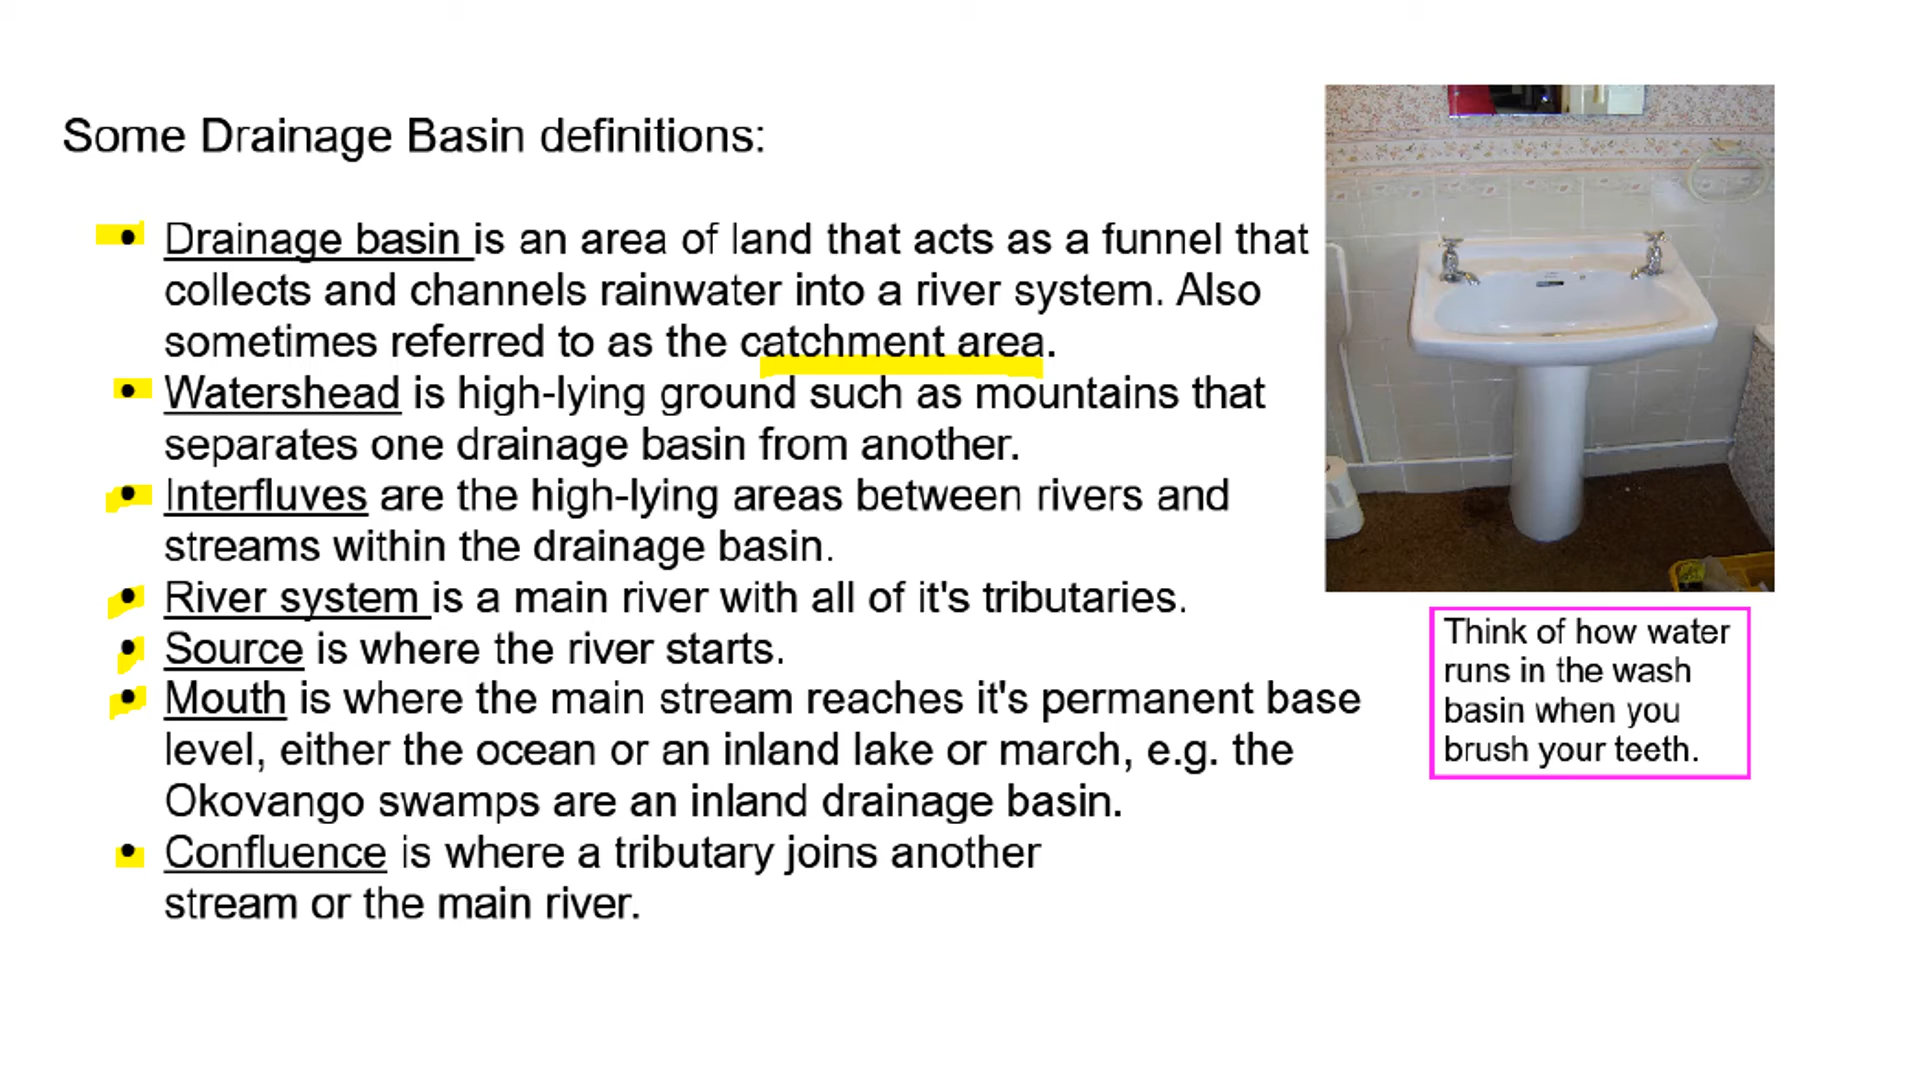 Some Drainage Basin definitions:
• Drainage basin is an area of land that acts as a funnel that
collects and channels rainwater into a river system. Also
sometimes referred to as the catchment area.
• Watershead is high-lying ground such as mountains that
separates one drainage basin from another.
• Interfluves are the high-lying areas between rivers and
streams within the drainage basin.
• River system is a main river with all of it's tributaries.
• Source is where the river starts.
• Mouth is where the main stream reaches it's permanent base
level, either the ocean or an inland lake or march, e.g. the
Okovango swamps are an inland drainage basin.
• Confluence is where a tributary joins another
stream or the main river.
Think of how water
runs in the wash
basin when you
brush your teeth.